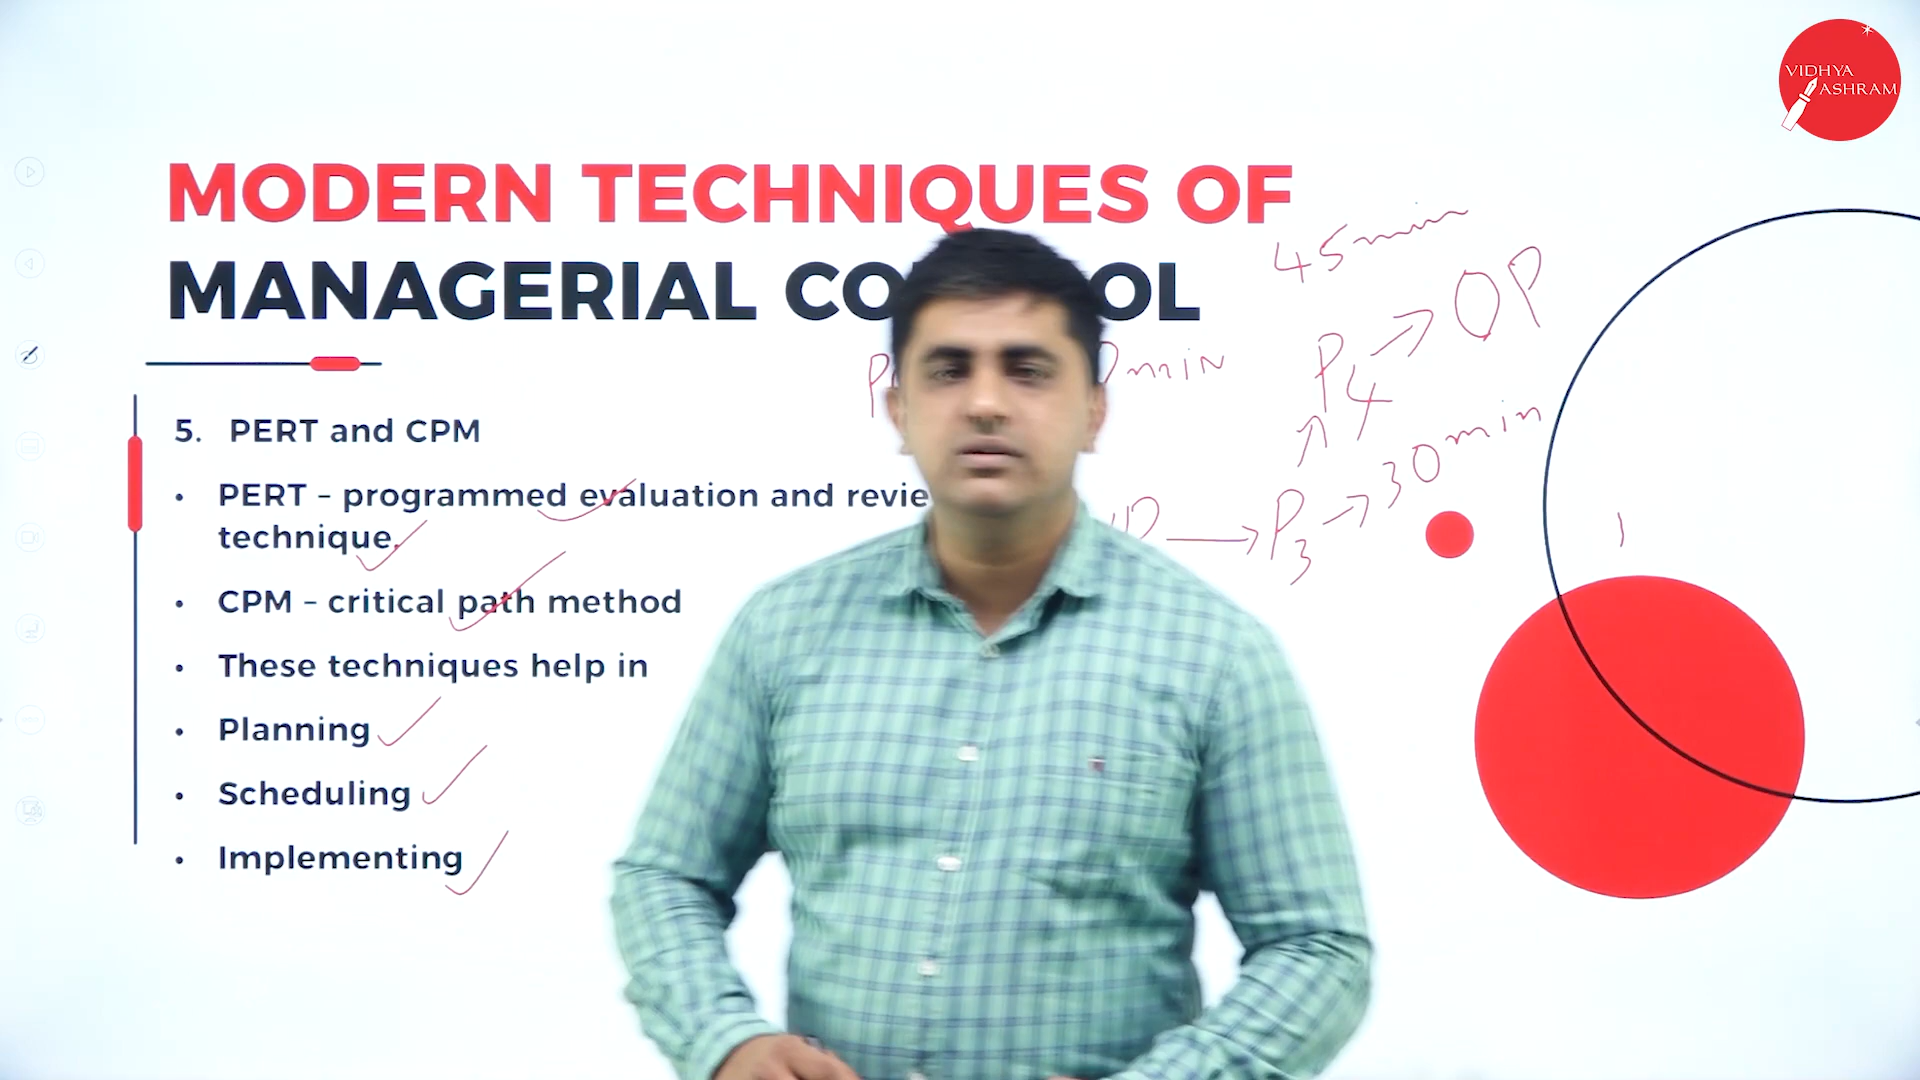 VIDHYA
ASHRAM
MODERN TECHNIQUES OF
MANAGERIAL CO OL
45min
P4 → OP
min
5. PERT and CPM
P3 → 30min
• PERT – programmed evaluation and revie
technique.
• CPM – critical path method
• These techniques help in
• Planning
• Scheduling
• Implementing